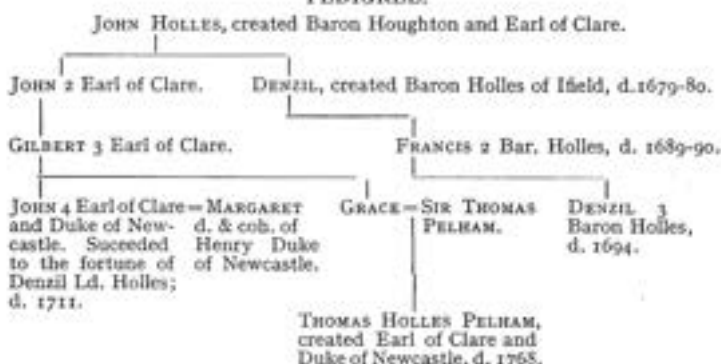 PEDIGREE.
JOHN HOLLES, created Baron Houghton and Earl of Clare.
JOHN 2 Earl of Clare. DENZIL, created Baron Holles of Ifield, d.1679-80.
GILBERT 3 Earl of Clare. FRANCIS 2 Bar. Holles, d. 1689-90.
JOHN 4 Earl of Clare = MARGARET GRACE = SIR THOMAS DENZIL 3
and Duke of New- d. & coh. of PELHAM. Baron Holles,
castle. Suceeded Henry Duke d. 1694.
to the fortune of of Newcastle.
Denzil Ld. Holles;
d. 1711.
THOMAS HOLLES PELHAM,
created Earl of Clare and
Duke of Newcastle, d. 1768.